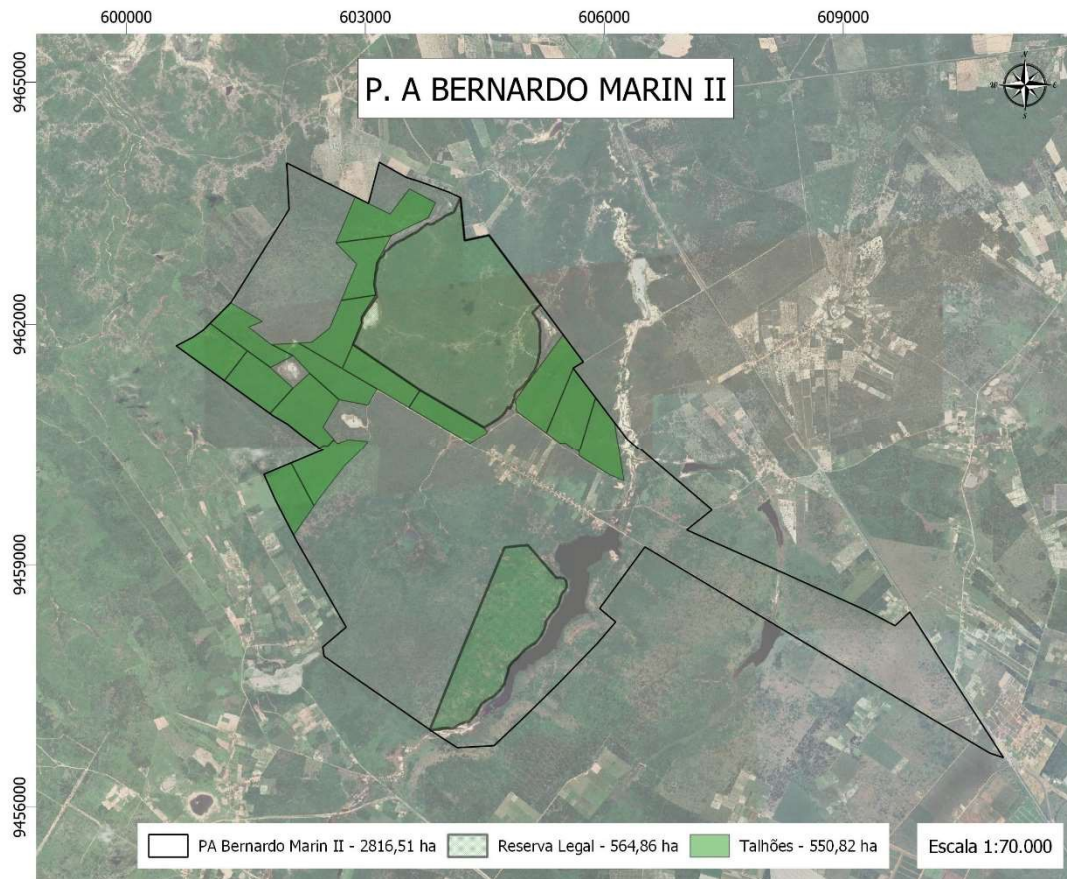 600000 603000 606000 609000
9465000
P. A BERNARDO MARIN II
N
W E
S
9462000
9459000
9456000
PA Bernardo Marin II - 2816,51 ha Reserva Legal - 564,86 ha Talhões - 550,82 ha Escala 1:70.000